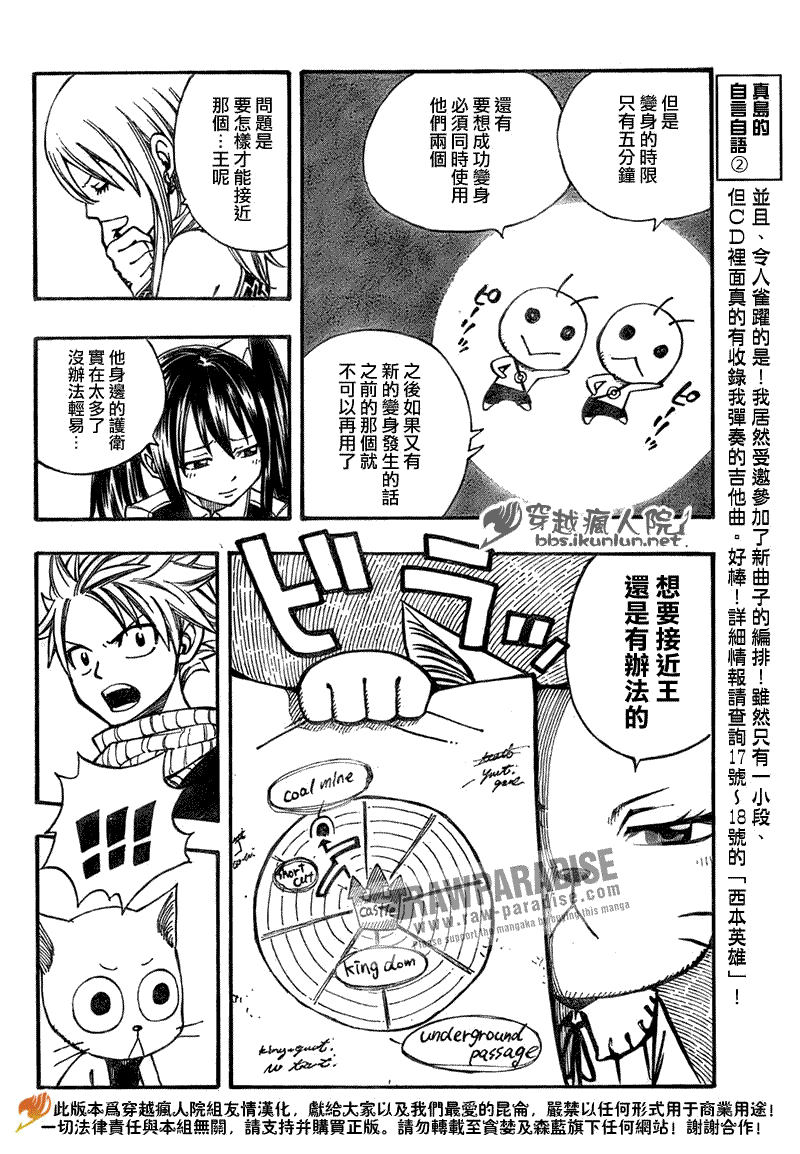 真島的
自言自語②
並且、令人雀躍的是！我居然受邀參加了新曲子的編排！雖然只有一小段、
但ＣＤ裡面真的有收錄我彈奏的吉他曲。好棒！詳細情報請查詢17號～18號的「西本英雄」！
但是
變身的時限
只有五分鐘
還有
要想成功變身
必須同時使用
他們兩個
ピーッ!!
ピーッ!!
之後如果又有
新的變身發生的話
之前的那個就
不可以再用了
問題是
要怎樣才能接近
那個…王呢
他身邊的護衛
實在太多了
沒辦法輕易…
穿越瘋人院
bbs.ikunlun.net
ビラッ
想要接近王
還是有辦法的
coal mine
short
cut
castle
kingdom
underground
passage
RAWPARADISE
www.raw-paradise.com
Please support the mangaka by buying this manga
!!!
此版本爲穿越瘋人院組友情漢化，獻給大家以及我們最愛的昆侖，嚴禁以任何形式用于商業用途！
一切法律責任與本組無關，請支持并購買正版。請勿轉載至貪婪及森藍旗下任何網站！謝謝合作！